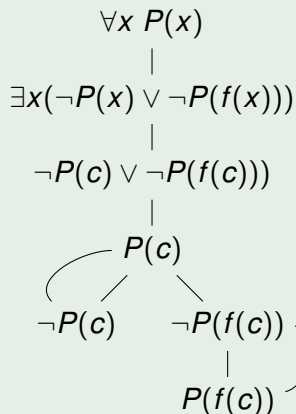 ∀x P(x)
∃x(¬P(x) ∨ ¬P(f(x)))
¬P(c) ∨ ¬P(f(c)))
P(c)
¬P(c) ¬P(f(c))
P(f(c))